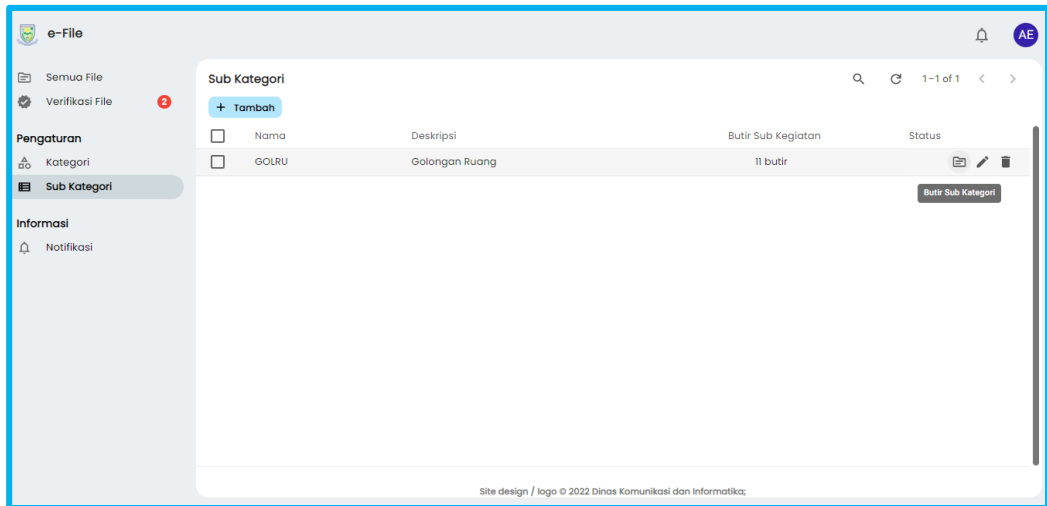 e-File
AE
Semua File
Verifikasi File 2
Pengaturan
Kategori
Sub Kategori
Informasi
Notifikasi
Sub Kategori
1-1 of 1
+ Tambah
Nama Deskripsi Butir Sub Kegiatan Status
GOLRU Golongan Ruang 11 butir
Butir Sub Kategori
Site design / logo © 2022 Dinas Komunikasi dan Informatika;